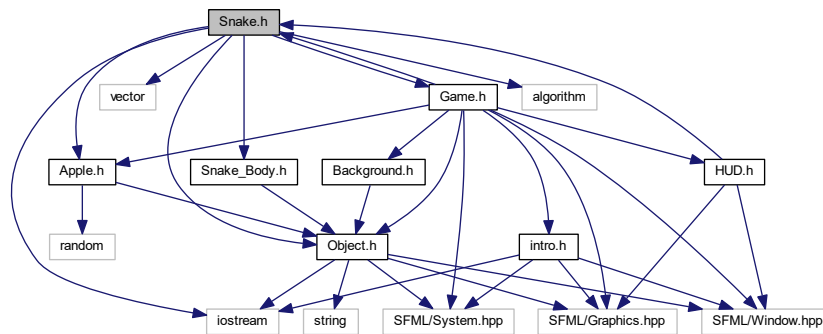 Snake.h
vector
Game.h
algorithm
Apple.h
Snake_Body.h
Background.h
HUD.h
random
Object.h
intro.h
iostream
string
SFML/System.hpp
SFML/Graphics.hpp
SFML/Window.hpp